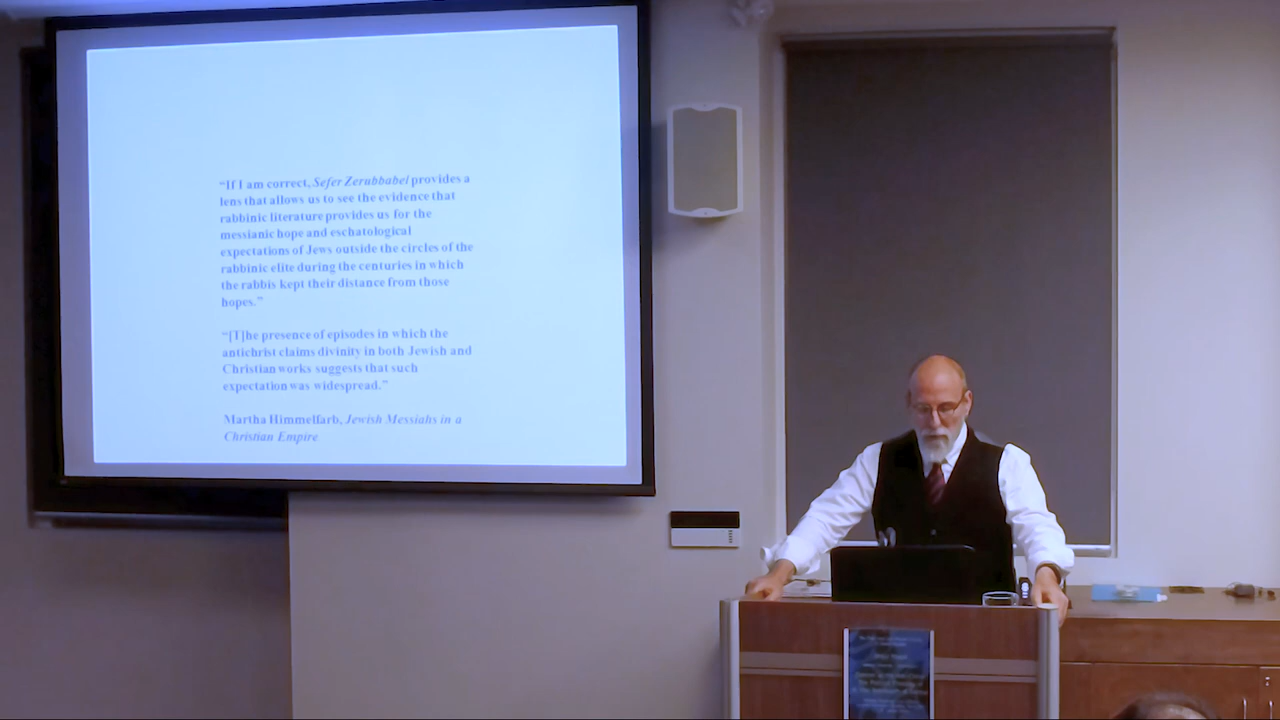 “If I am correct, Sefer Zerubbabel provides a
lens that allows us to see the evidence that
rabbinic literature provides us for the
messianic hope and eschatological
expectations of Jews outside the circles of the
rabbinic elite during the centuries in which
the rabbis kept their distance from those
hopes.”
“[T]he presence of episodes in which the
antichrist claims divinity in both Jewish and
Christian works suggests that such
expectation was widespread.”
Martha Himmelfarb, Jewish Messiahs in a
Christian Empire